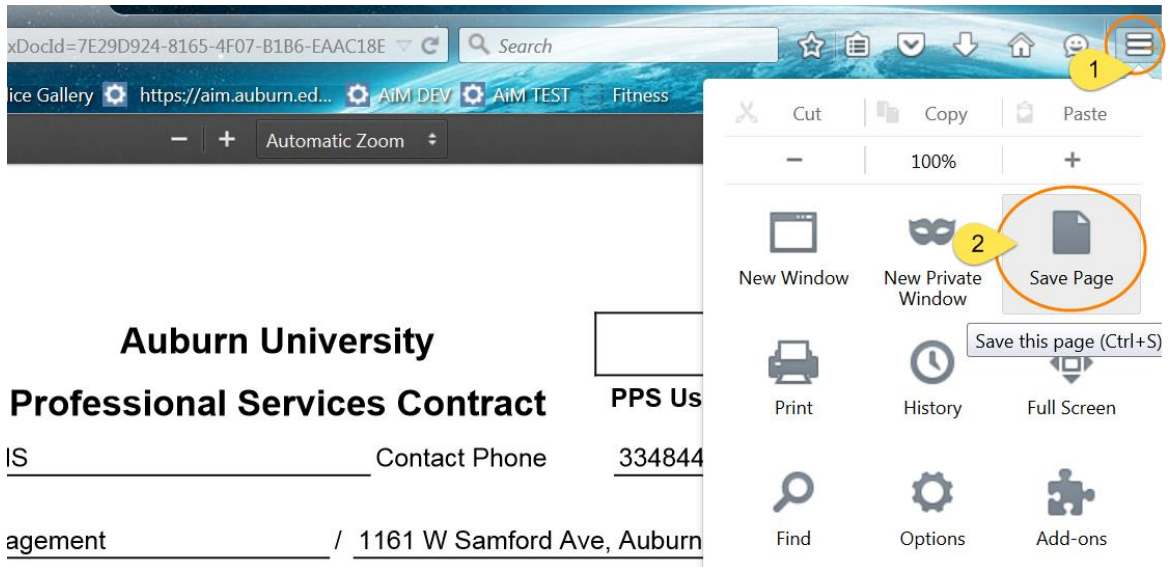 xDocId=7E29D924-8165-4F07-B1B6-EAAC18E Search
1
ice Gallery https://aim.auburn.ed... AiM DEV AiM TEST Fitness
Cut Copy Paste
− + Automatic Zoom
− 100% +
2
New Window New Private Window Save Page
Save this page (Ctrl+S)
Auburn University
Professional Services Contract PPS Us
Print History Full Screen
IS Contact Phone 334844
agement / 1161 W Samford Ave, Auburn
Find Options Add-ons